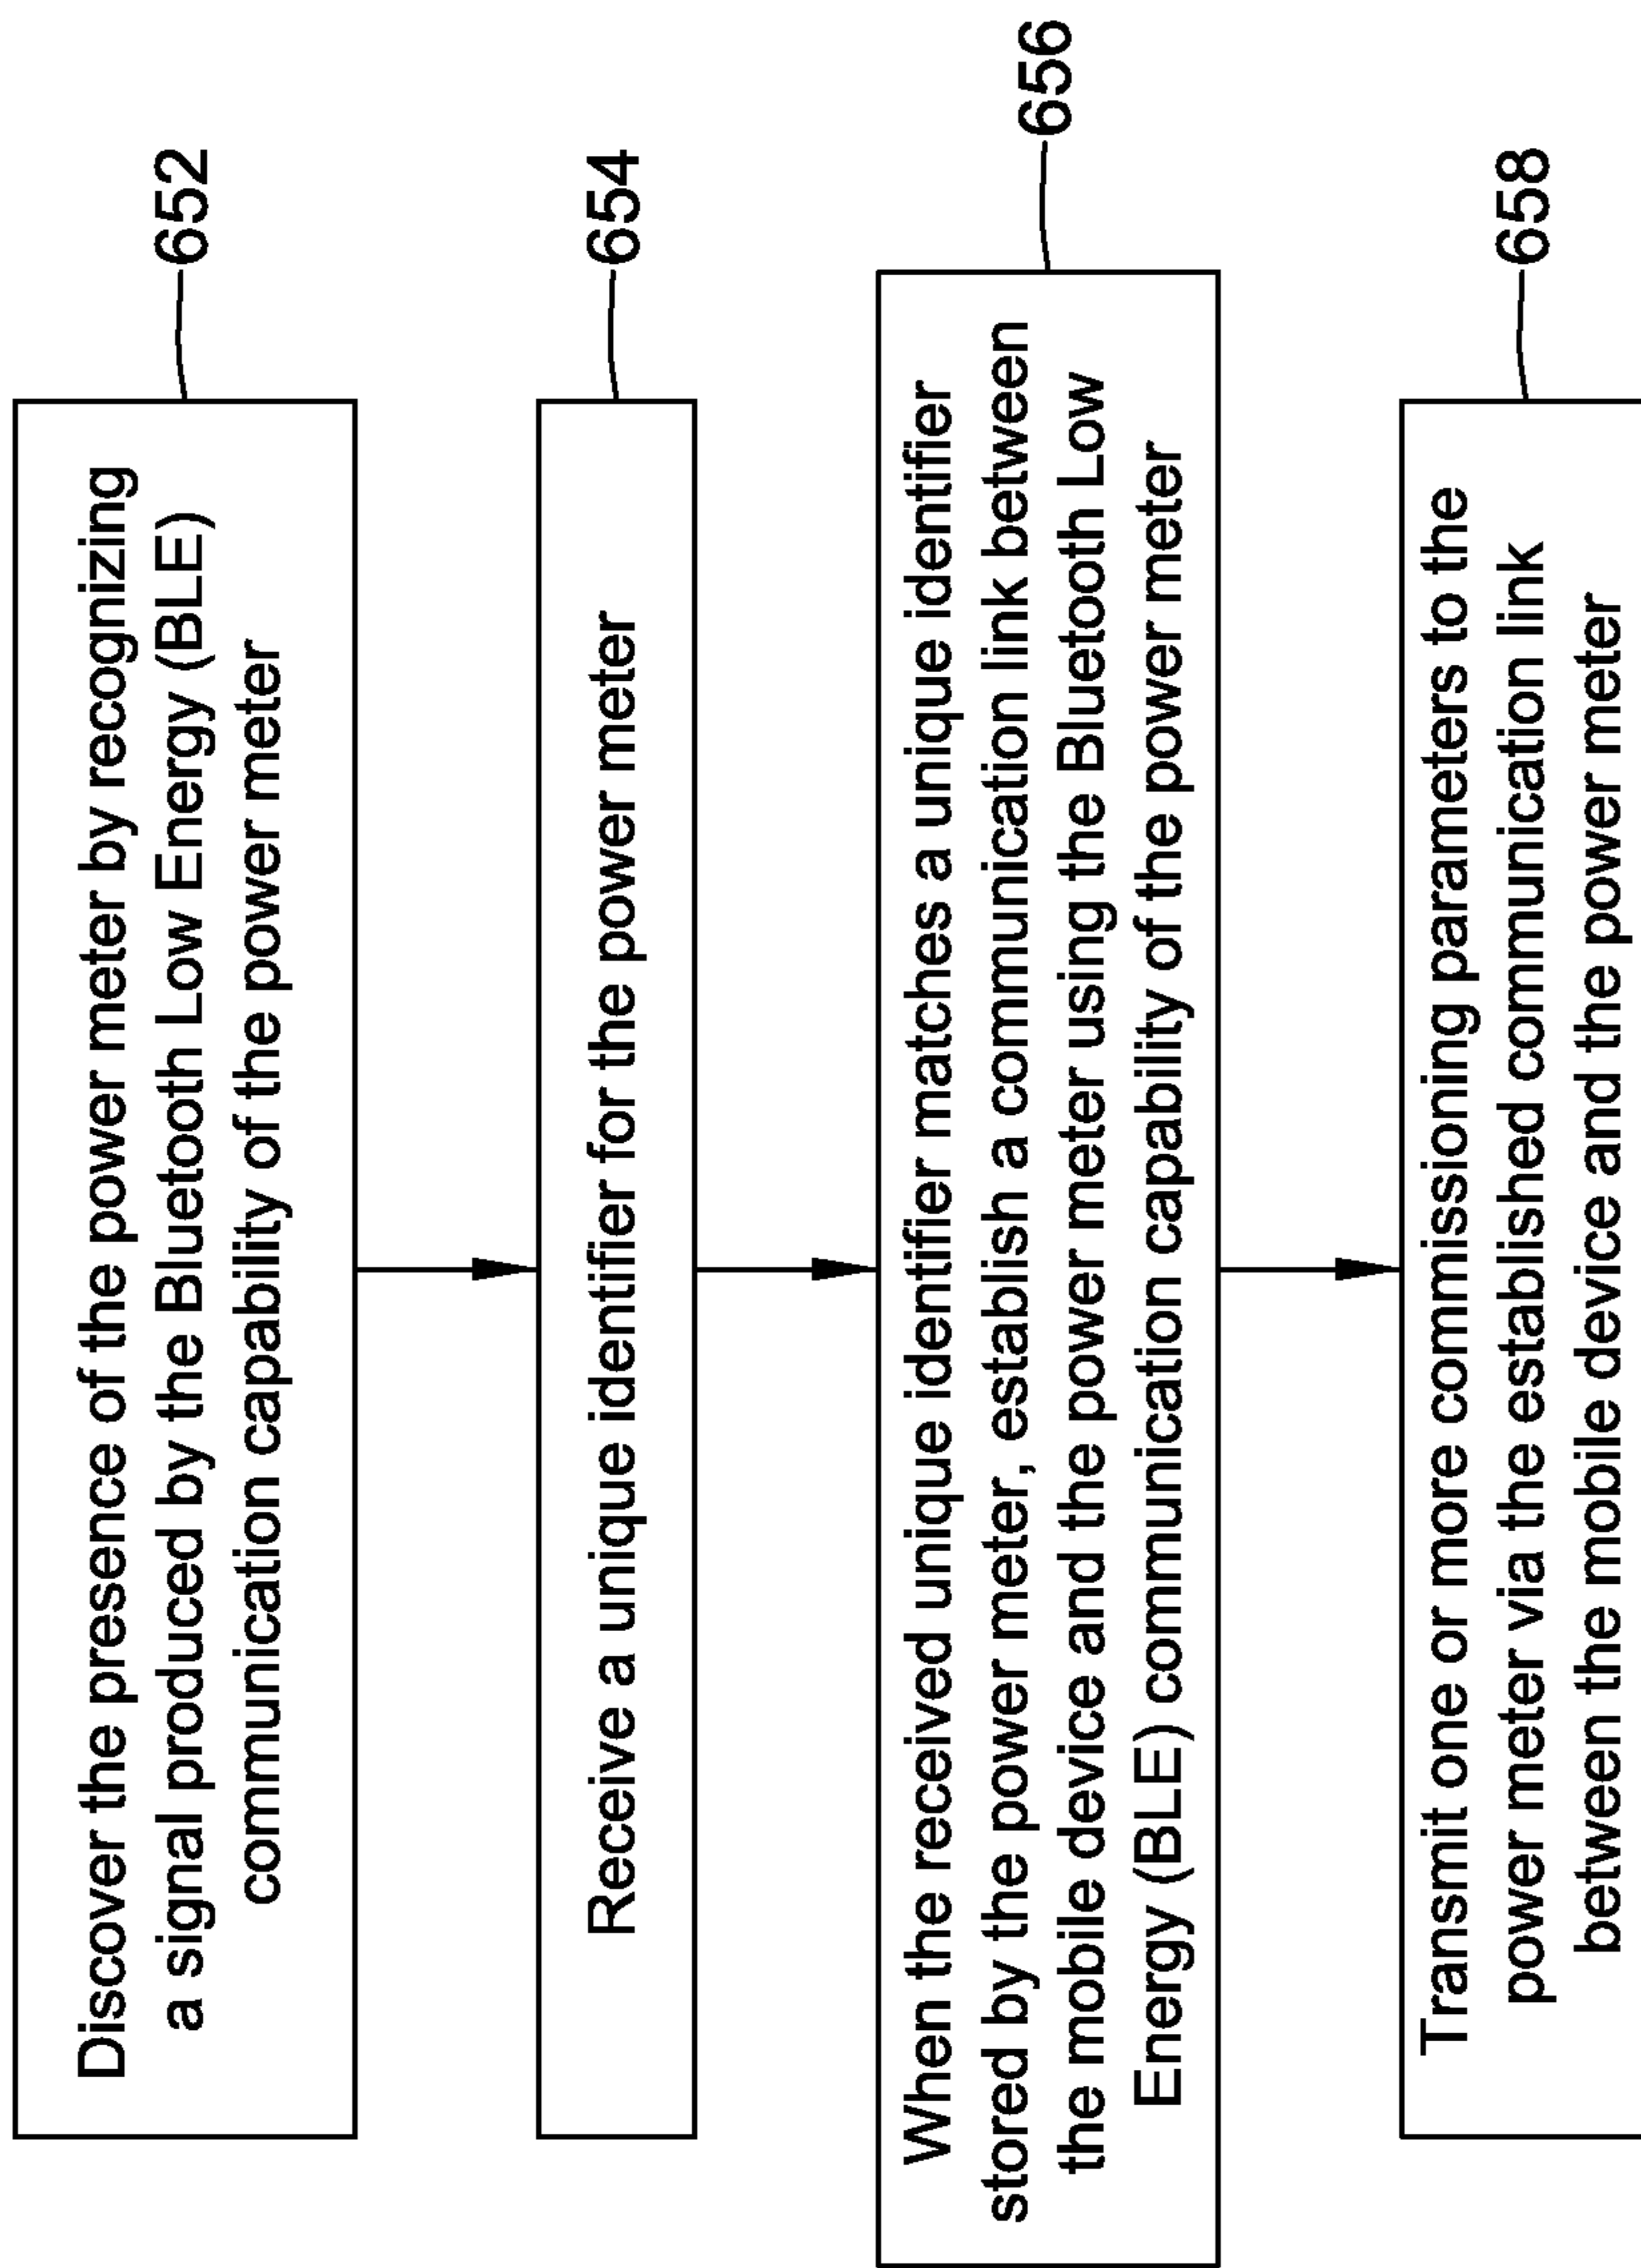 Discover the presence of the power meter by recognizing
a signal produced by the Bluetooth Low Energy (BLE)
communication capability of the power meter
652
Receive a unique identifier for the power meter
654
When the received unique identifier matches a unique identifier
stored by the power meter, establish a communication link between
the mobile device and the power meter using the Bluetooth Low
Energy (BLE) communication capability of the power meter
656
Transmit one or more commissioning parameters to the
power meter via the established communication link
between the mobile device and the power meter
658